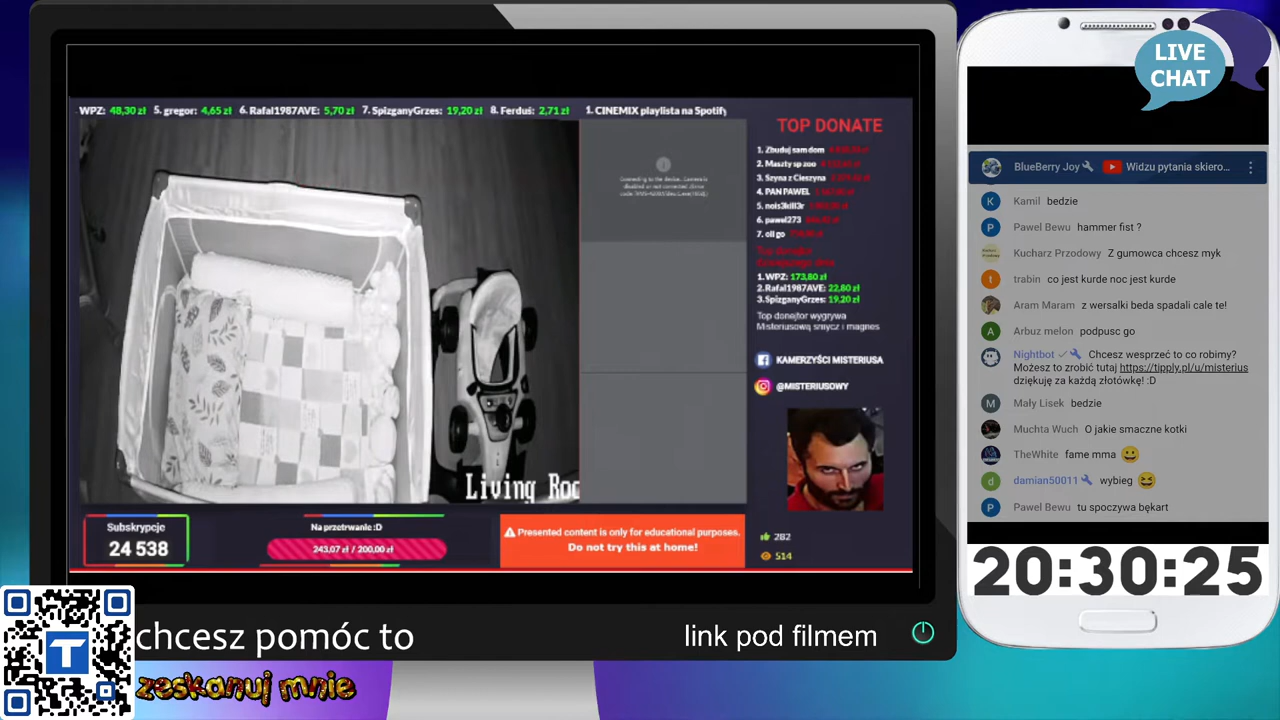 LIVE
CHAT
WPZ: 48,30 zł 5. gregor: 4,65 zł 6. Rafal1987AVE: 5,70 zł 7. SpizganyGrzes: 19,20 zł 8. Ferduś: 2,71 zł
1. CINEMIX playlista na Spotify
TOP DONATE
1. Zbuduj sam dom
2. Maszty sp zoo
3. Szyna z Cieszyna
4. PAN PAWEL
5. nois3kill3r
6. pawel273
7. oli go
1.WPZ: 173,80 zł
2.Rafal1987AVE: 22,80 zł
3.SpizganyGrzes: 19,20 zł
Top donejtor wygrywa
Misteriusową smycz i magnes
KAMERZYŚCI MISTERIUSA
@MISTERIUSOWY
Living Roo
Subskrypcje
24 538
Na przetrwanie :D
243,07 zł / 200,00 zł
Presented content is only for educational purposes.
Do not try this at home!
282
514
BlueBerry Joy Widzu pytania skiero...
Kamil bedzie
Pawel Bewu hammer fist ?
Kucharz Przodowy Z gumowca chcesz myk
trabin co jest kurde noc jest kurde
Aram Maram z wersalki beda spadali cale te!
Arbuz melon podpusc go
Nightbot Chcesz wesprzeć to co robimy?
Możesz to zrobić tutaj https://tipply.pl/u/misterius
dziękuję za każdą złotówkę! :D
Mały Lisek bedzie
Muchta Wuch O jakie smaczne kotki
TheWhite fame mma
damian50011 wybieg
Pawel Bewu tu spoczywa bękart
20:30:25
chcesz pomóc to
link pod filmem
zeskanuj mnie